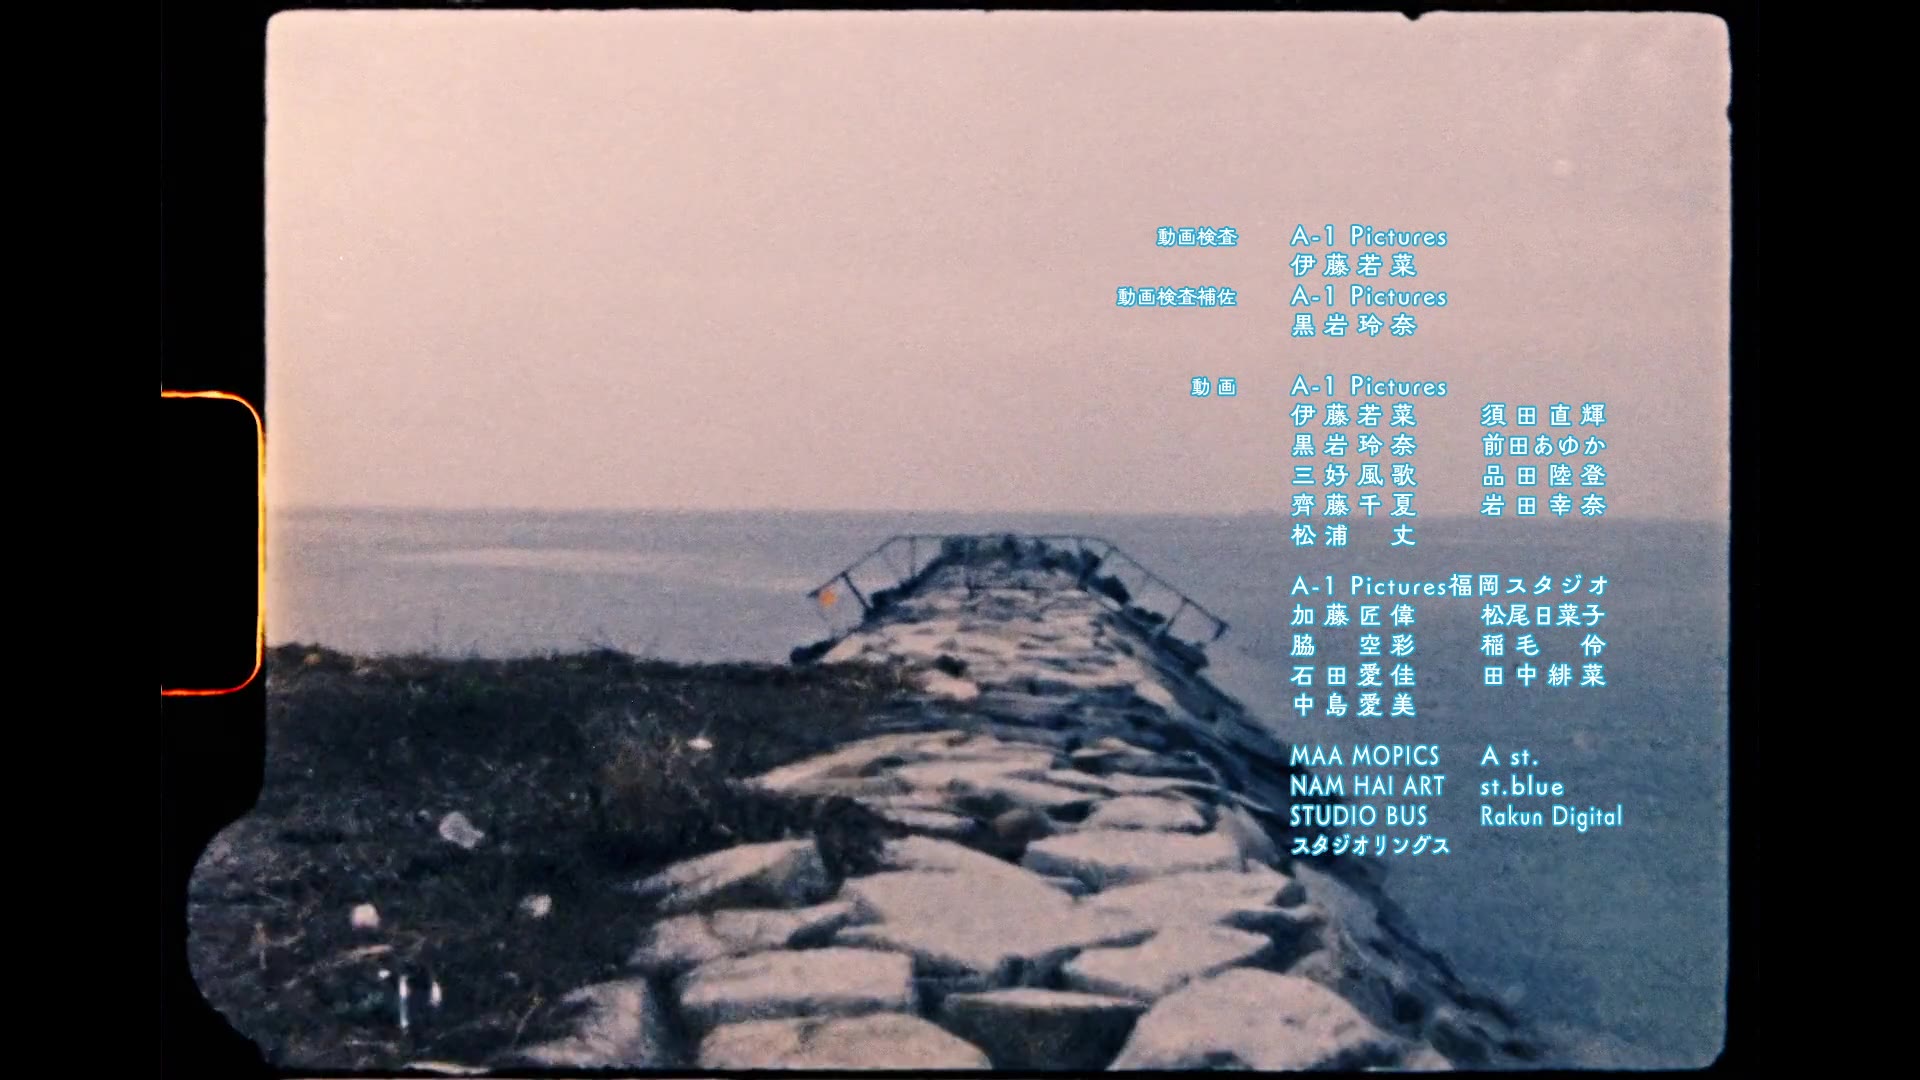 動画検査 A-1 Pictures
伊藤若菜
動画検査補佐 A-1 Pictures
黒岩玲奈
動画 A-1 Pictures
伊藤若菜 須田直輝
黒岩玲奈 前田あゆか
三好風歌 品田陸登
齊藤千夏 岩田幸奈
松浦 丈
A-1 Pictures福岡スタジオ
加藤匠偉 松尾日菜子
脇 空彩 稲毛 伶
石田愛佳 田中緋菜
中島愛美
MAA MOPICS A st.
NAM HAI ART st.blue
STUDIO BUS Rakun Digital
スタジオリングス